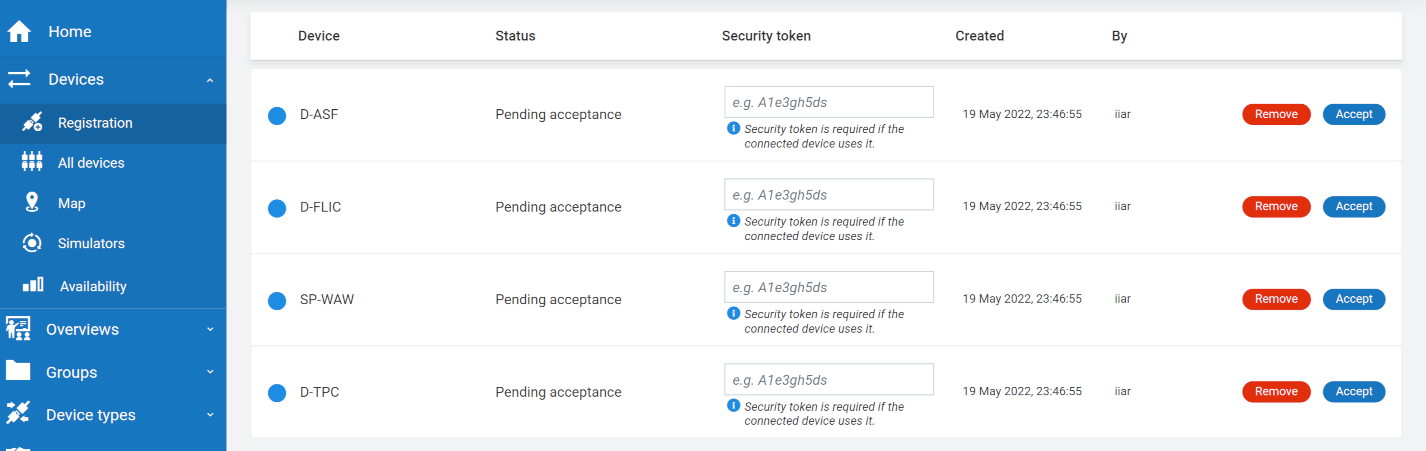 Home
Devices
Registration
All devices
Map
Simulators
Availability
Overviews
Groups
Device types
Device Status Security token Created By
D-ASF Pending acceptance e.g. A1e3gh5ds 19 May 2022, 23:46:55 iiar Remove Accept
Security token is required if the
connected device uses it.
D-FLIC Pending acceptance e.g. A1e3gh5ds 19 May 2022, 23:46:55 iiar Remove Accept
Security token is required if the
connected device uses it.
SP-WAW Pending acceptance e.g. A1e3gh5ds 19 May 2022, 23:46:55 iiar Remove Accept
Security token is required if the
connected device uses it.
D-TPC Pending acceptance e.g. A1e3gh5ds 19 May 2022, 23:46:55 iiar Remove Accept
Security token is required if the
connected device uses it.